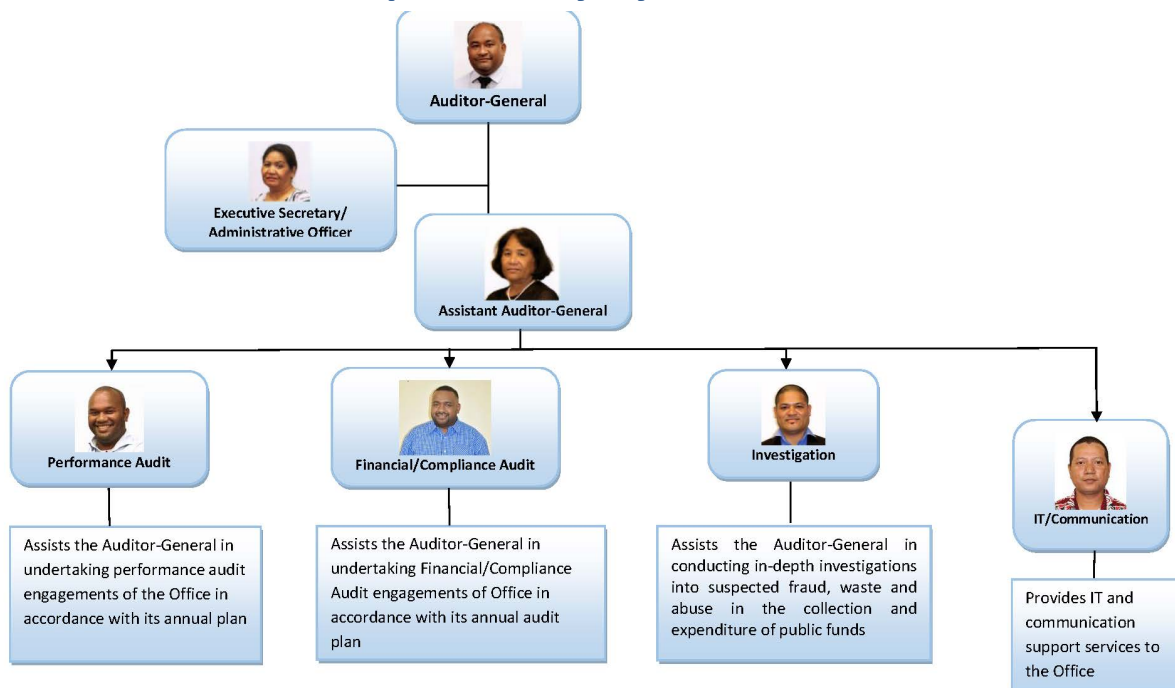 Auditor-General
Executive Secretary/
Administrative Officer
Assistant Auditor-General
Performance Audit
Financial/Compliance Audit
Investigation
IT/Communication
Assists the Auditor-General in
undertaking performance audit
engagements of the Office in
accordance with its annual plan
Assists the Auditor-General in
undertaking Financial/Compliance
Audit engagements of Office in
accordance with its annual audit
plan
Assists the Auditor-General in
conducting in-depth investigations
into suspected fraud, waste and
abuse in the collection and
expenditure of public funds
Provides IT and
communication
support services to
the Office